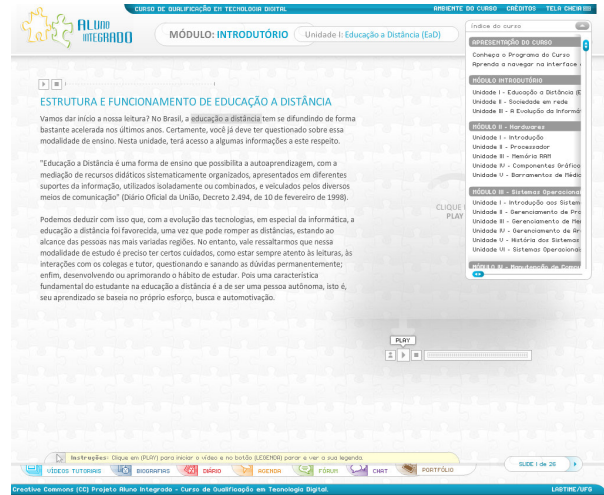 CURSO DE QUALIFICAÇÃO EM TECNOLOGIA DIGITAL
AMBIENTE DO CURSO CRÉDITOS TELA CHEIA
ALUNO INTEGRADO
MÓDULO: INTRODUTÓRIO
Unidade I: Educação a Distância (EaD)
índice do curso
APRESENTAÇÃO DO CURSO
Conheça o Programa do Curso
Aprenda a navegar na interface
MÓDULO INTRODUTÓRIO
Unidade I - Educação a Distância (E
Unidade II - Sociedade em rede
Unidade III - A Evolução da Informát
MÓDULO II - Hardwares
Unidade I - Introdução
Unidade II - Processador
Unidade III - Memória RAM
Unidade IV - Componentes Gráfico
Unidade V - Barramentos de Médic
MÓDULO III - Sistemas Operacionai
Unidade I - Introdução aos Sistem
Unidade II - Gerenciamento de Pro
Unidade III - Gerenciamento de Mem
Unidade IV - Gerenciamento de Ar
Unidade V - História dos Sistemas
Unidade VI - Sistemas Operacionai
MÓDULO IV - Manutenção de Comp
ESTRUTURA E FUNCIONAMENTO DE EDUCAÇÃO A DISTÂNCIA
Vamos dar início a nossa leitura? No Brasil, a educação a distância tem se difundindo de forma
bastante acelerada nos últimos anos. Certamente, você já deve ter questionado sobre essa
modalidade de ensino. Nesta unidade, terá acesso a algumas informações a este respeito.
"Educação a Distância é uma forma de ensino que possibilita a autoaprendizagem, com a
mediação de recursos didáticos sistematicamente organizados, apresentados em diferentes
suportes da informação, utilizados isoladamente ou combinados, e veiculados pelos diversos
meios de comunicação" (Diário Oficial da União, Decreto 2.494, de 10 de fevereiro de 1998).
Podemos deduzir com isso que, com a evolução das tecnologias, em especial da informática, a
educação a distância foi favorecida, uma vez que pode romper as distâncias, estando ao
alcance das pessoas nas mais variadas regiões. No entanto, vale ressaltarmos que nessa
modalidade de estudo é preciso ter certos cuidados, como estar sempre atento às leituras, às
interações com os colegas e tutor, questionando e sanando as dúvidas permanentemente;
enfim, desenvolvendo ou aprimorando o hábito de estudar. Pois uma característica
fundamental do estudante na educação a distância é a de ser uma pessoa autônoma, isto é,
seu aprendizado se baseia no próprio esforço, busca e automotivação.
CLIQUE
PLAY
PLAY
Instruções: Clique em (PLAY) para iniciar o vídeo e no botão (LEGENDA) parar e ver a sua legenda.
VÍDEOS TUTORIAIS BIOGRAFIAS DIÁRIO AGENDA FÓRUM CHAT PORTFÓLIO
SLIDE 1 de 26
Creative Commons (CC) Projeto Aluno Integrado - Curso de Qualificação em Tecnologia Digital
LABTIME/UFG